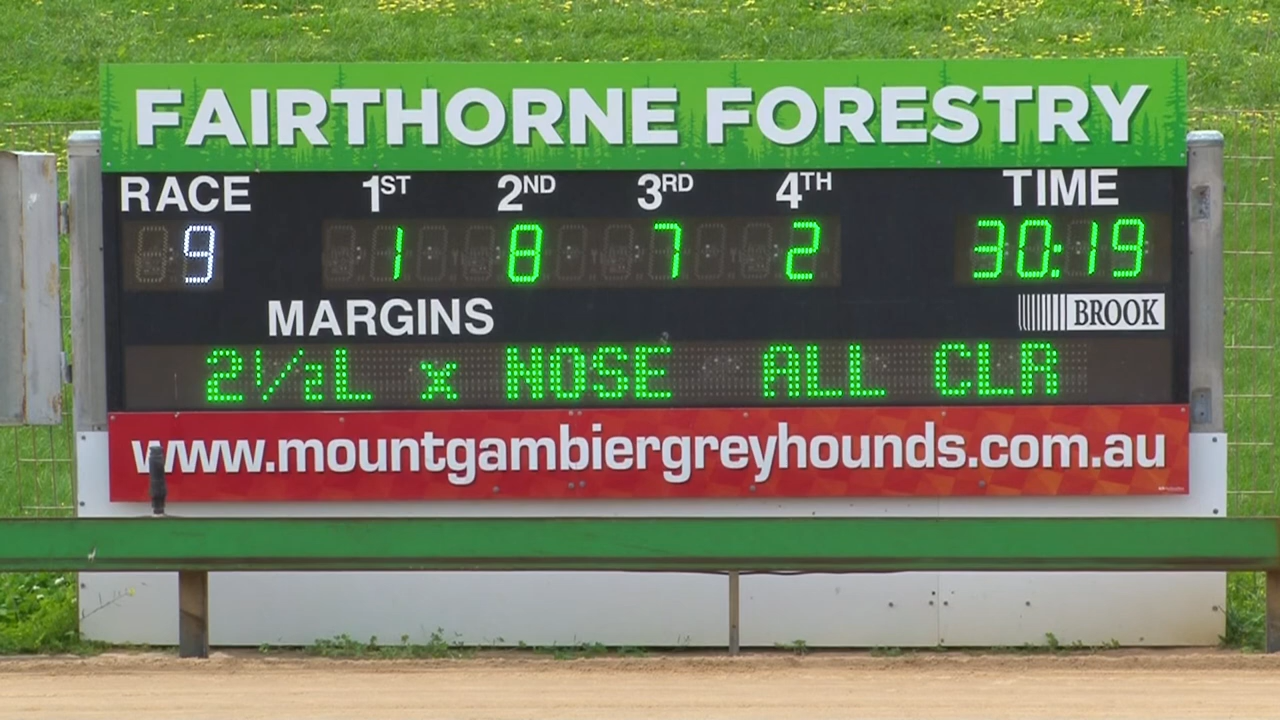 FAIRTHORNE FORESTRY
RACE 1ST 2ND 3RD 4TH TIME
9 1 8 7 2 30:19
MARGINS
BROOK
2½L x NOSE ALL CLR
www.mountgambiergreyhounds.com.au